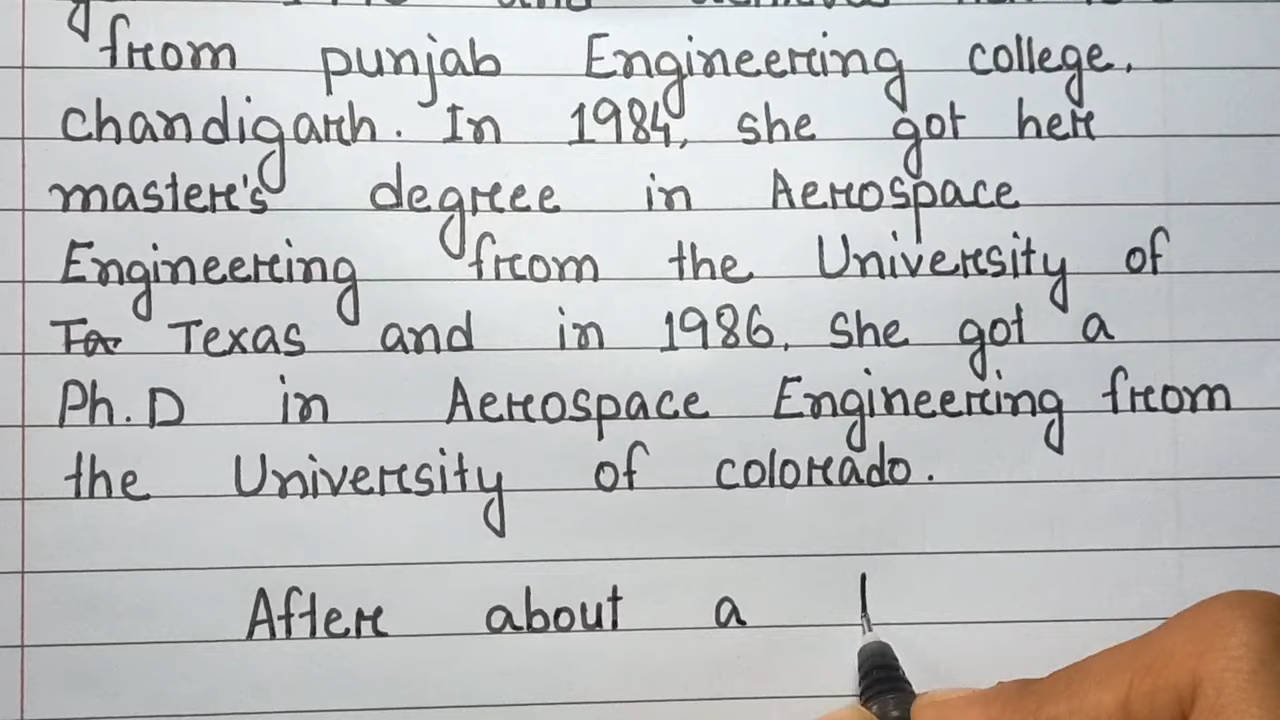 from punjab Engineering college.
chandigarh. In 1984, she got her
master's degree in Aerospace
Engineering from the University of
Texas and in 1986, she got a
Ph.D in Aerospace Engineering from
the University of colorado.
After about a